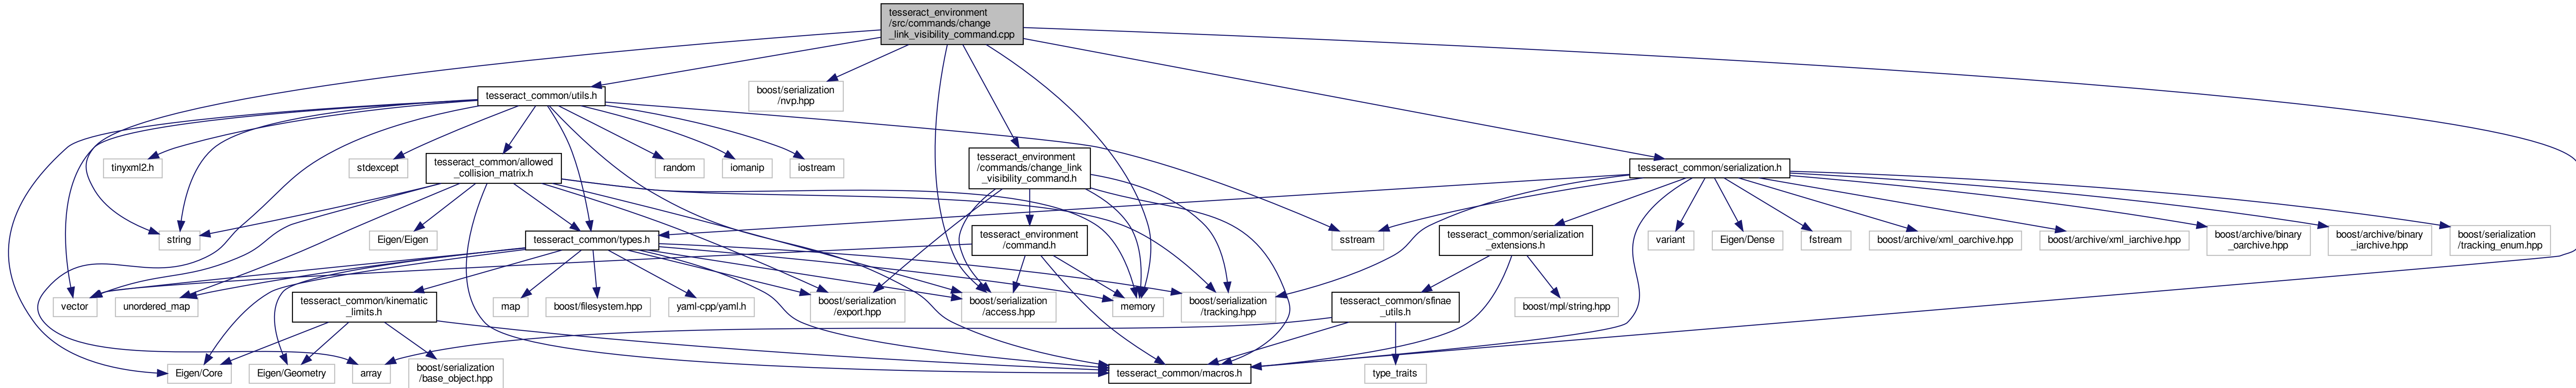 tesseract_environment
/src/commands/change
_link_visibility_command.cpp
tesseract_common/utils.h
boost/serialization
/nvp.hpp
tinyxml2.h
stdexcept
tesseract_common/allowed
_collision_matrix.h
random
iomanip
iostream
tesseract_environment
/commands/change_link
_visibility_command.h
tesseract_common/serialization.h
string
Eigen/Eigen
tesseract_common/types.h
tesseract_environment
/command.h
sstream
tesseract_common/serialization
_extensions.h
variant
Eigen/Dense
fstream
boost/archive/xml_oarchive.hpp
boost/archive/xml_iarchive.hpp
boost/archive/binary
_oarchive.hpp
boost/archive/binary
_iarchive.hpp
boost/serialization
/tracking_enum.hpp
vector
unordered_map
tesseract_common/kinematic
_limits.h
map
boost/filesystem.hpp
yaml-cpp/yaml.h
boost/serialization
/export.hpp
boost/serialization
/access.hpp
memory
boost/serialization
/tracking.hpp
tesseract_common/sfinae
_utils.h
boost/mpl/string.hpp
Eigen/Core
Eigen/Geometry
array
boost/serialization
/base_object.hpp
tesseract_common/macros.h
type_traits